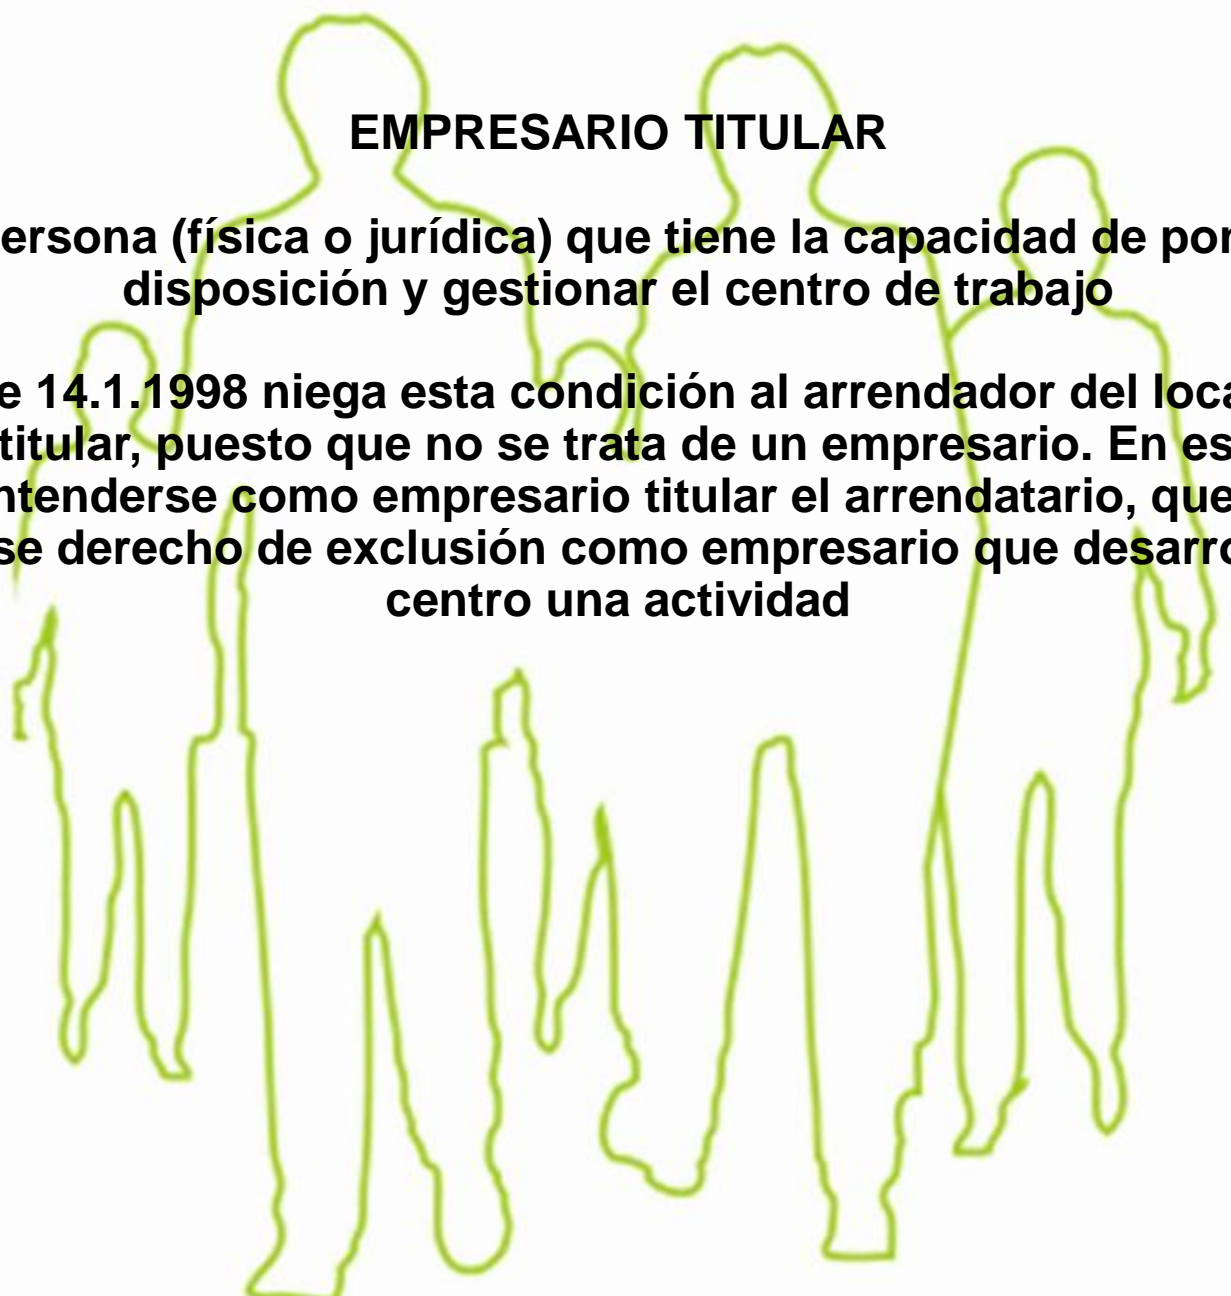 EMPRESARIO TITULAR
ersona (física o jurídica) que tiene la capacidad de por
disposición y gestionar el centro de trabajo
e 14.1.1998 niega esta condición al arrendador del loca
titular, puesto que no se trata de un empresario. En es
ntenderse como empresario titular el arrendatario, que
se derecho de exclusión como empresario que desarro
centro una actividad